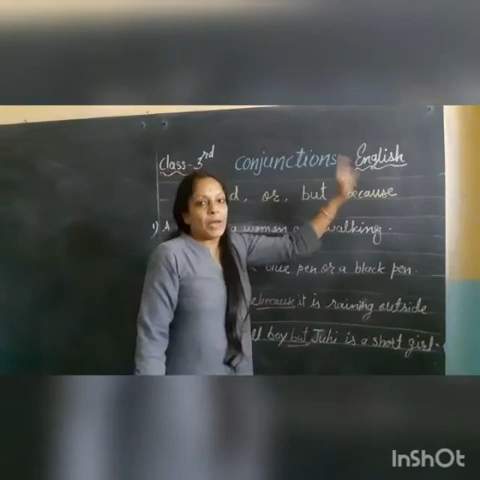 Class-3rd conjunctions English
or, but because
1) A a woman walking.
pen or a black pen.
because it is raining outside
boy but Juhi is a short girl.
InShOt